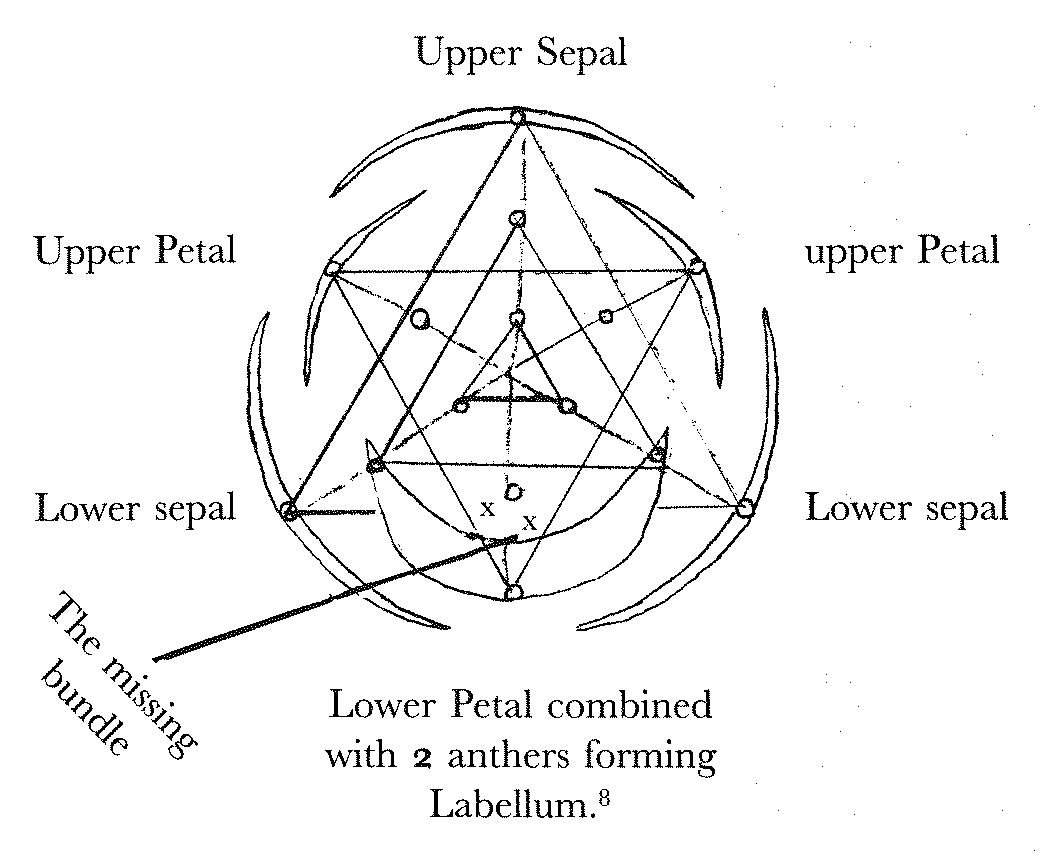 Upper Sepal
Upper Petal
upper Petal
Lower sepal
x
x
Lower sepal
The missing
bundle
Lower Petal combined
with 2 anthers forming
Labellum.⁸